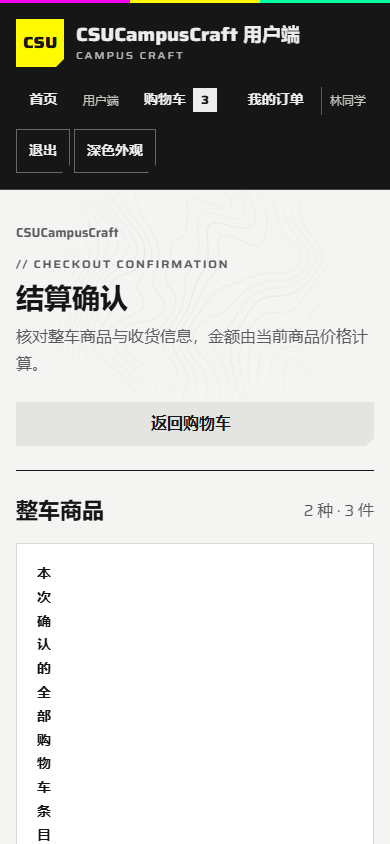 CSU
CSUCampusCraft 用户端
CAMPUS CRAFT
首页 用户端 购物车 3 我的订单 林同学
退出 深色外观
CSUCampusCraft
// CHECKOUT CONFIRMATION
结算确认
核对整车商品与收货信息，金额由当前商品价格计
算。
返回购物车
整车商品 2 种 · 3 件
本
次
确
认
的
全
部
购
物
车
条
目